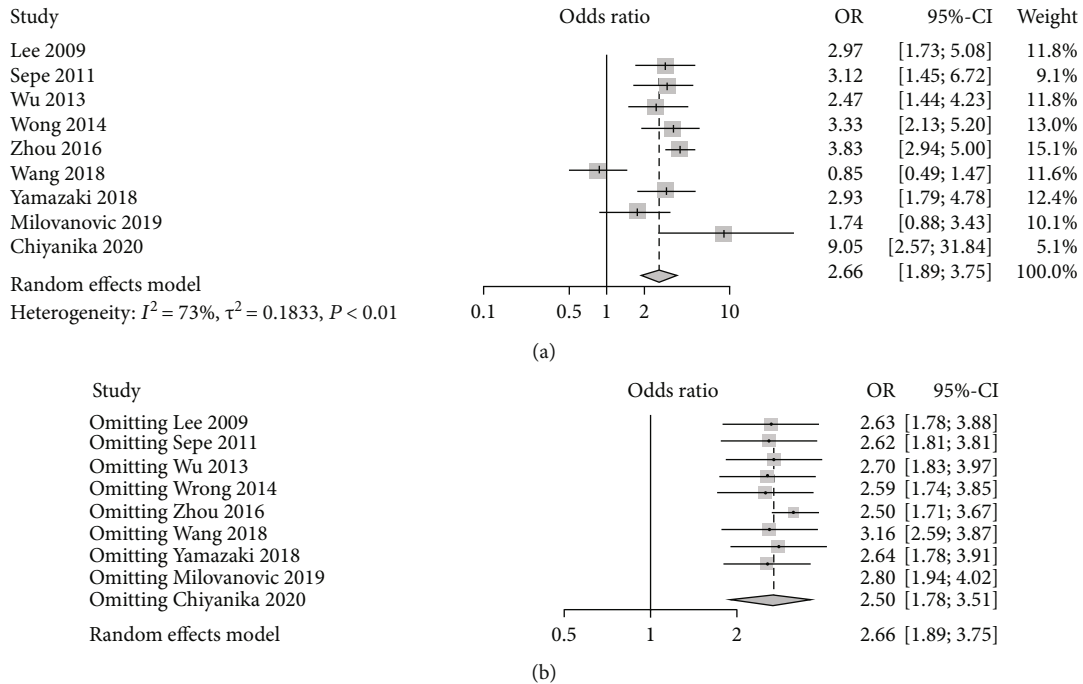 Study Odds ratio OR 95%-CI Weight
Lee 2009 2.97 [1.73; 5.08] 11.8%
Sepe 2011 3.12 [1.45; 6.72] 9.1%
Wu 2013 2.47 [1.44; 4.23] 11.8%
Wong 2014 3.33 [2.13; 5.20] 13.0%
Zhou 2016 3.83 [2.94; 5.00] 15.1%
Wang 2018 0.85 [0.49; 1.47] 11.6%
Yamazaki 2018 2.93 [1.79; 4.78] 12.4%
Milovanovic 2019 1.74 [0.88; 3.43] 10.1%
Chiyanika 2020 9.05 [2.57; 31.84] 5.1%
Random effects model 2.66 [1.89; 3.75] 100.0%
Heterogeneity: I² = 73%, τ² = 0.1833, P < 0.01
0.1 0.5 1 2 10
(a)
Study Odds ratio OR 95%-CI
Omitting Lee 2009 2.63 [1.78; 3.88]
Omitting Sepe 2011 2.62 [1.81; 3.81]
Omitting Wu 2013 2.70 [1.83; 3.97]
Omitting Wrong 2014 2.59 [1.74; 3.85]
Omitting Zhou 2016 2.50 [1.71; 3.67]
Omitting Wang 2018 3.16 [2.59; 3.87]
Omitting Yamazaki 2018 2.64 [1.78; 3.91]
Omitting Milovanovic 2019 2.80 [1.94; 4.02]
Omitting Chiyanika 2020 2.50 [1.78; 3.51]
Random effects model 2.66 [1.89; 3.75]
0.5 1 2
(b)